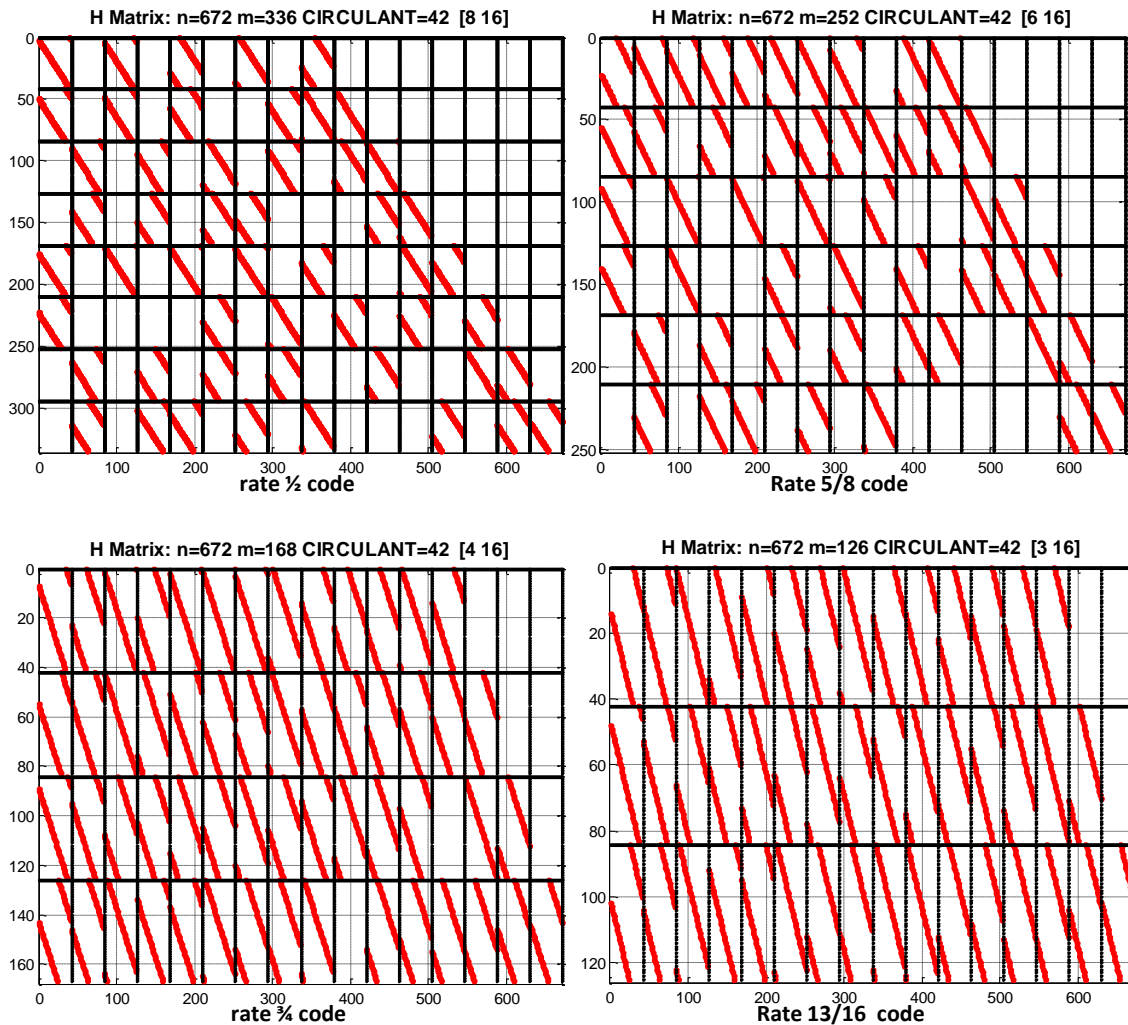 H Matrix: n=672 m=336 CIRCULANT=42 [8 16]
0
50
100
150
200
250
300
0 100 200 300 400 500 600
rate ½ code
H Matrix: n=672 m=252 CIRCULANT=42 [6 16]
0
50
100
150
200
250
0 100 200 300 400 500 600
Rate 5/8 code
H Matrix: n=672 m=168 CIRCULANT=42 [4 16]
0
20
40
60
80
100
120
140
160
0 100 200 300 400 500 600
rate ¾ code
H Matrix: n=672 m=126 CIRCULANT=42 [3 16]
0
20
40
60
80
100
120
0 100 200 300 400 500 600
Rate 13/16 code